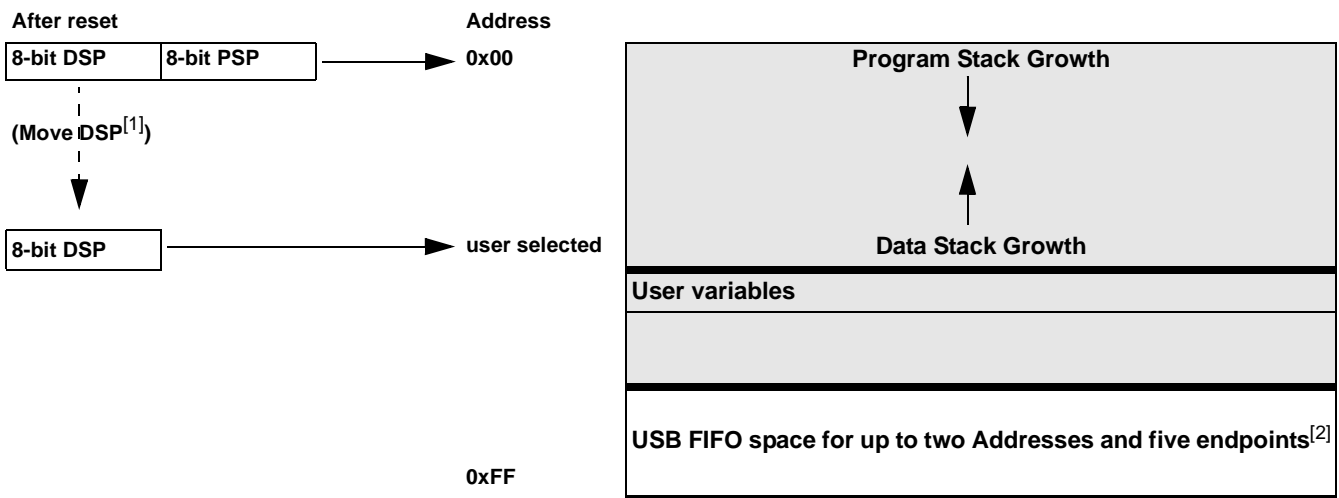 After reset
Address
8-bit DSP
8-bit PSP
0x00
Program Stack Growth
(Move DSP[1])
8-bit DSP
user selected
Data Stack Growth
User variables
USB FIFO space for up to two Addresses and five endpoints[2]
0xFF